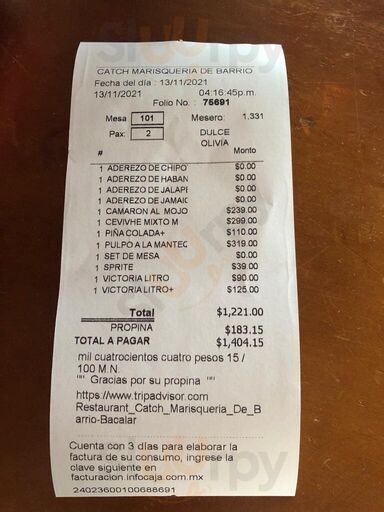 CATCH MARISQUERIA DE BARRIO
Fecha del día : 13/11/2021
13/11/2021 04:16:45p.m.
Folio No. : 75691
Mesa 101 Mesero: 1,331
Pax: 2 DULCE
OLIVIA
# Monto
1 ADEREZO DE CHIPO $0.00
1 ADEREZO DE HABAN $0.00
1 ADEREZO DE JALAPE $0.00
1 ADEREZO DE JAMAIC $0.00
1 CAMARON AL MOJO $239.00
1 CEVIVHE MIXTO M $299.00
1 PIÑA COLADA+ $110.00
1 PULPO A LA MANTEC $319.00
1 SET DE MESA $0.00
1 SPRITE $39.00
1 VICTORIA LITRO $90.00
1 VICTORIA LITRO+ $125.00
Total $1,221.00
PROPINA $183.15
TOTAL A PAGAR $1,404.15
mil cuatrocientos cuatro pesos 15 /
100 M.N.
"" Gracias por su propina ""
https://www.tripadvisor.com
Restaurant_Catch_Marisqueria_De_B
arrio-Bacalar
Cuenta con 3 días para elaborar la
factura de su consumo, ingrese la
clave siguiente en
facturacion.infocaja.com.mx
24023600100688691